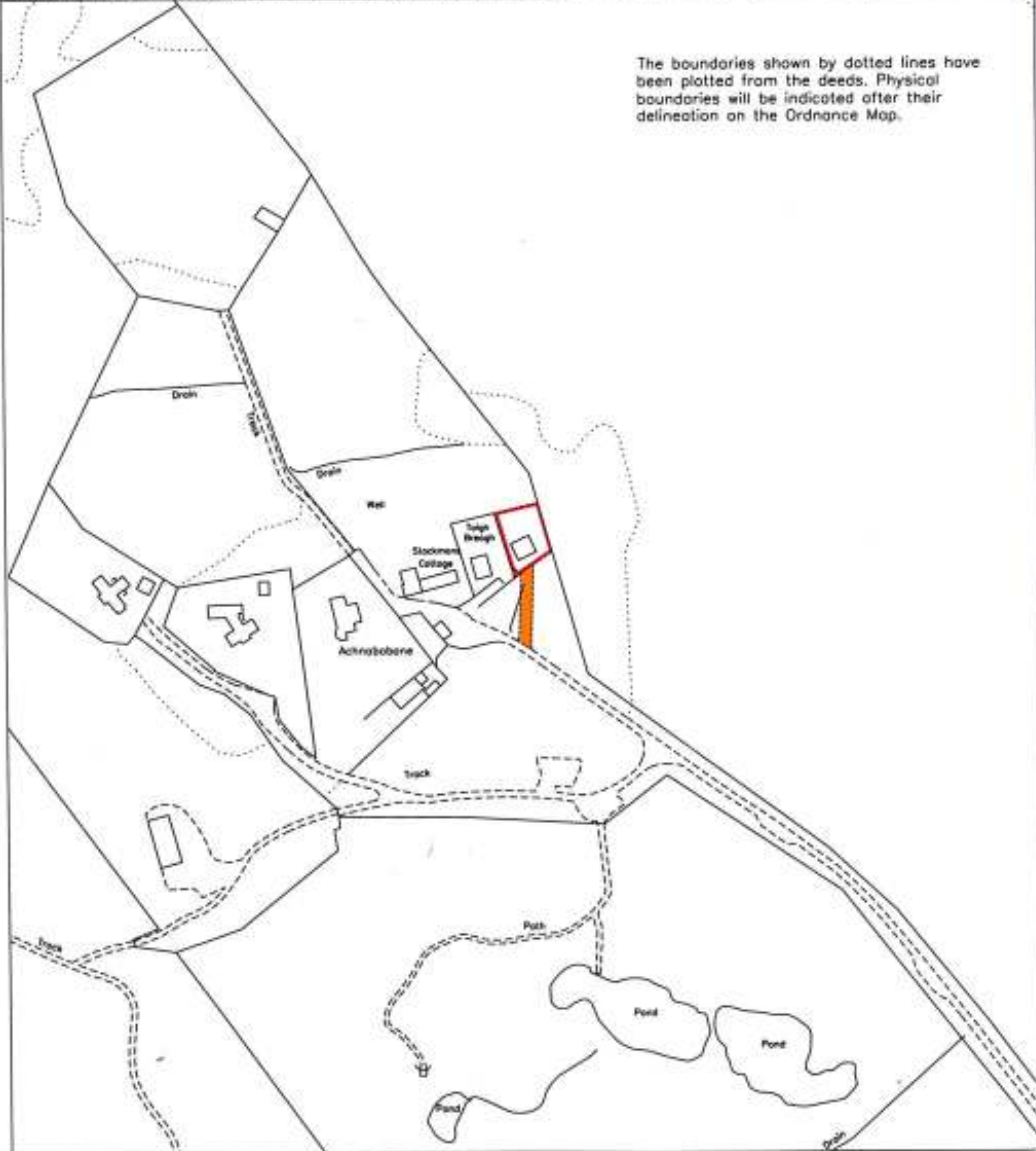 The boundaries shown by dotted lines have
been plotted from the deeds. Physical
boundaries will be indicated after their
delineation on the Ordnance Map.
Drain
Track
Drain
Well
Taigh
Breagh
Stockmans
Cottage
Achnabobane
Track
Track
Path
Pond
Pond
Pond
Drain